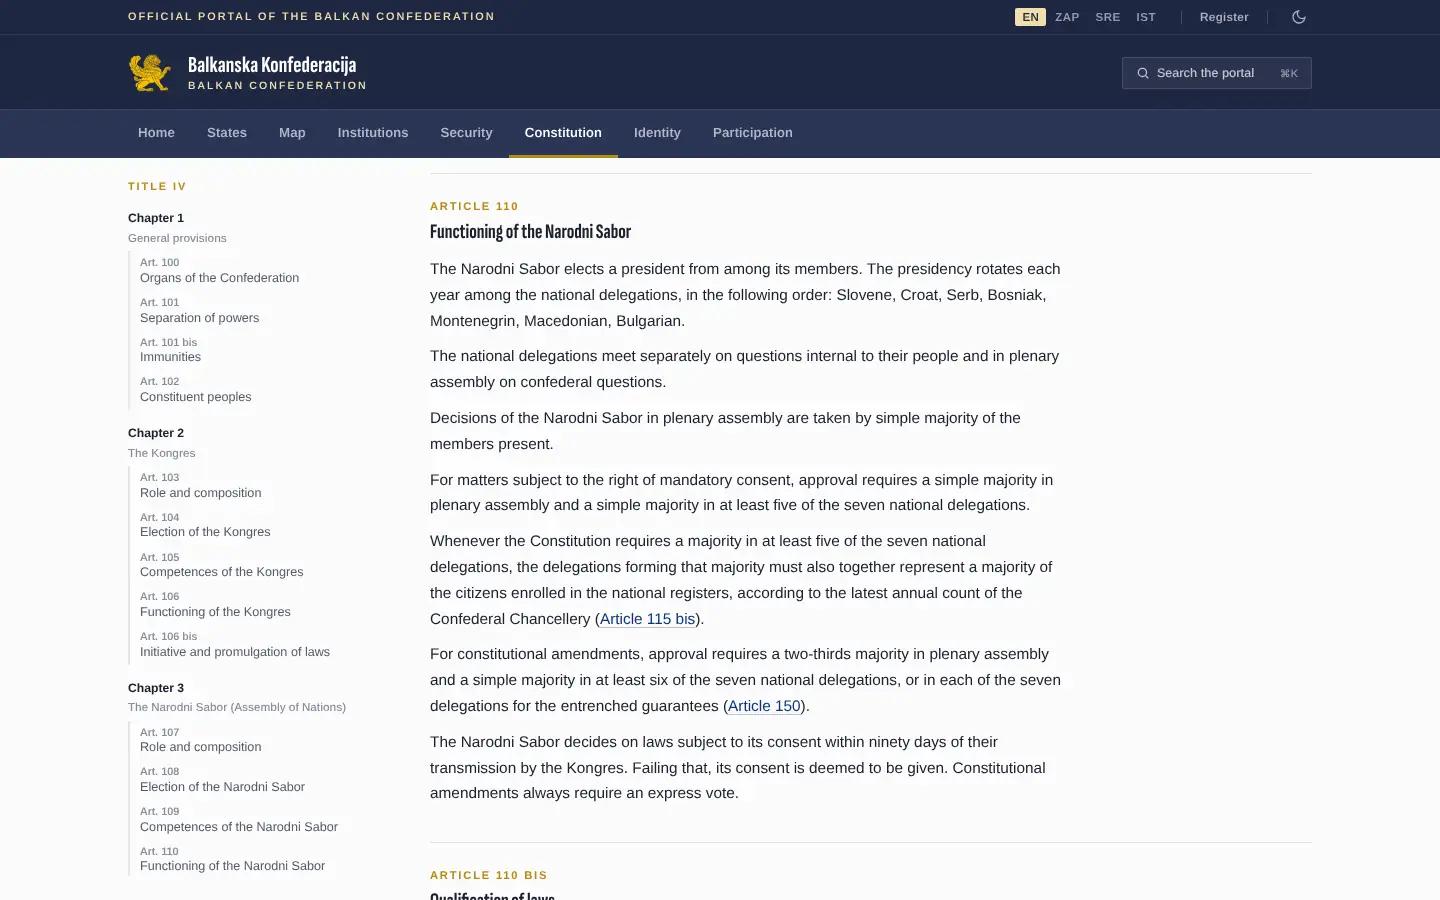 OFFICIAL PORTAL OF THE BALKAN CONFEDERATION
EN ZAP SRE IST Register
Balkanska Konfederacija
BALKAN CONFEDERATION
Search the portal ⌘K
Home States Map Institutions Security Constitution Identity Participation
TITLE IV
Chapter 1
General provisions
Art. 100
Organs of the Confederation
Art. 101
Separation of powers
Art. 101 bis
Immunities
Art. 102
Constituent peoples
Chapter 2
The Kongres
Art. 103
Role and composition
Art. 104
Election of the Kongres
Art. 105
Competences of the Kongres
Art. 106
Functioning of the Kongres
Art. 106 bis
Initiative and promulgation of laws
Chapter 3
The Narodni Sabor (Assembly of Nations)
Art. 107
Role and composition
Art. 108
Election of the Narodni Sabor
Art. 109
Competences of the Narodni Sabor
Art. 110
Functioning of the Narodni Sabor
ARTICLE 110
Functioning of the Narodni Sabor
The Narodni Sabor elects a president from among its members. The presidency rotates each
year among the national delegations, in the following order: Slovene, Croat, Serb, Bosniak,
Montenegrin, Macedonian, Bulgarian.
The national delegations meet separately on questions internal to their people and in plenary
assembly on confederal questions.
Decisions of the Narodni Sabor in plenary assembly are taken by simple majority of the
members present.
For matters subject to the right of mandatory consent, approval requires a simple majority in
plenary assembly and a simple majority in at least five of the seven national delegations.
Whenever the Constitution requires a majority in at least five of the seven national
delegations, the delegations forming that majority must also together represent a majority of
the citizens enrolled in the national registers, according to the latest annual count of the
Confederal Chancellery (Article 115 bis).
For constitutional amendments, approval requires a two-thirds majority in plenary assembly
and a simple majority in at least six of the seven national delegations, or in each of the seven
delegations for the entrenched guarantees (Article 150).
The Narodni Sabor decides on laws subject to its consent within ninety days of their
transmission by the Kongres. Failing that, its consent is deemed to be given. Constitutional
amendments always require an express vote.
ARTICLE 110 BIS
Qualification of laws